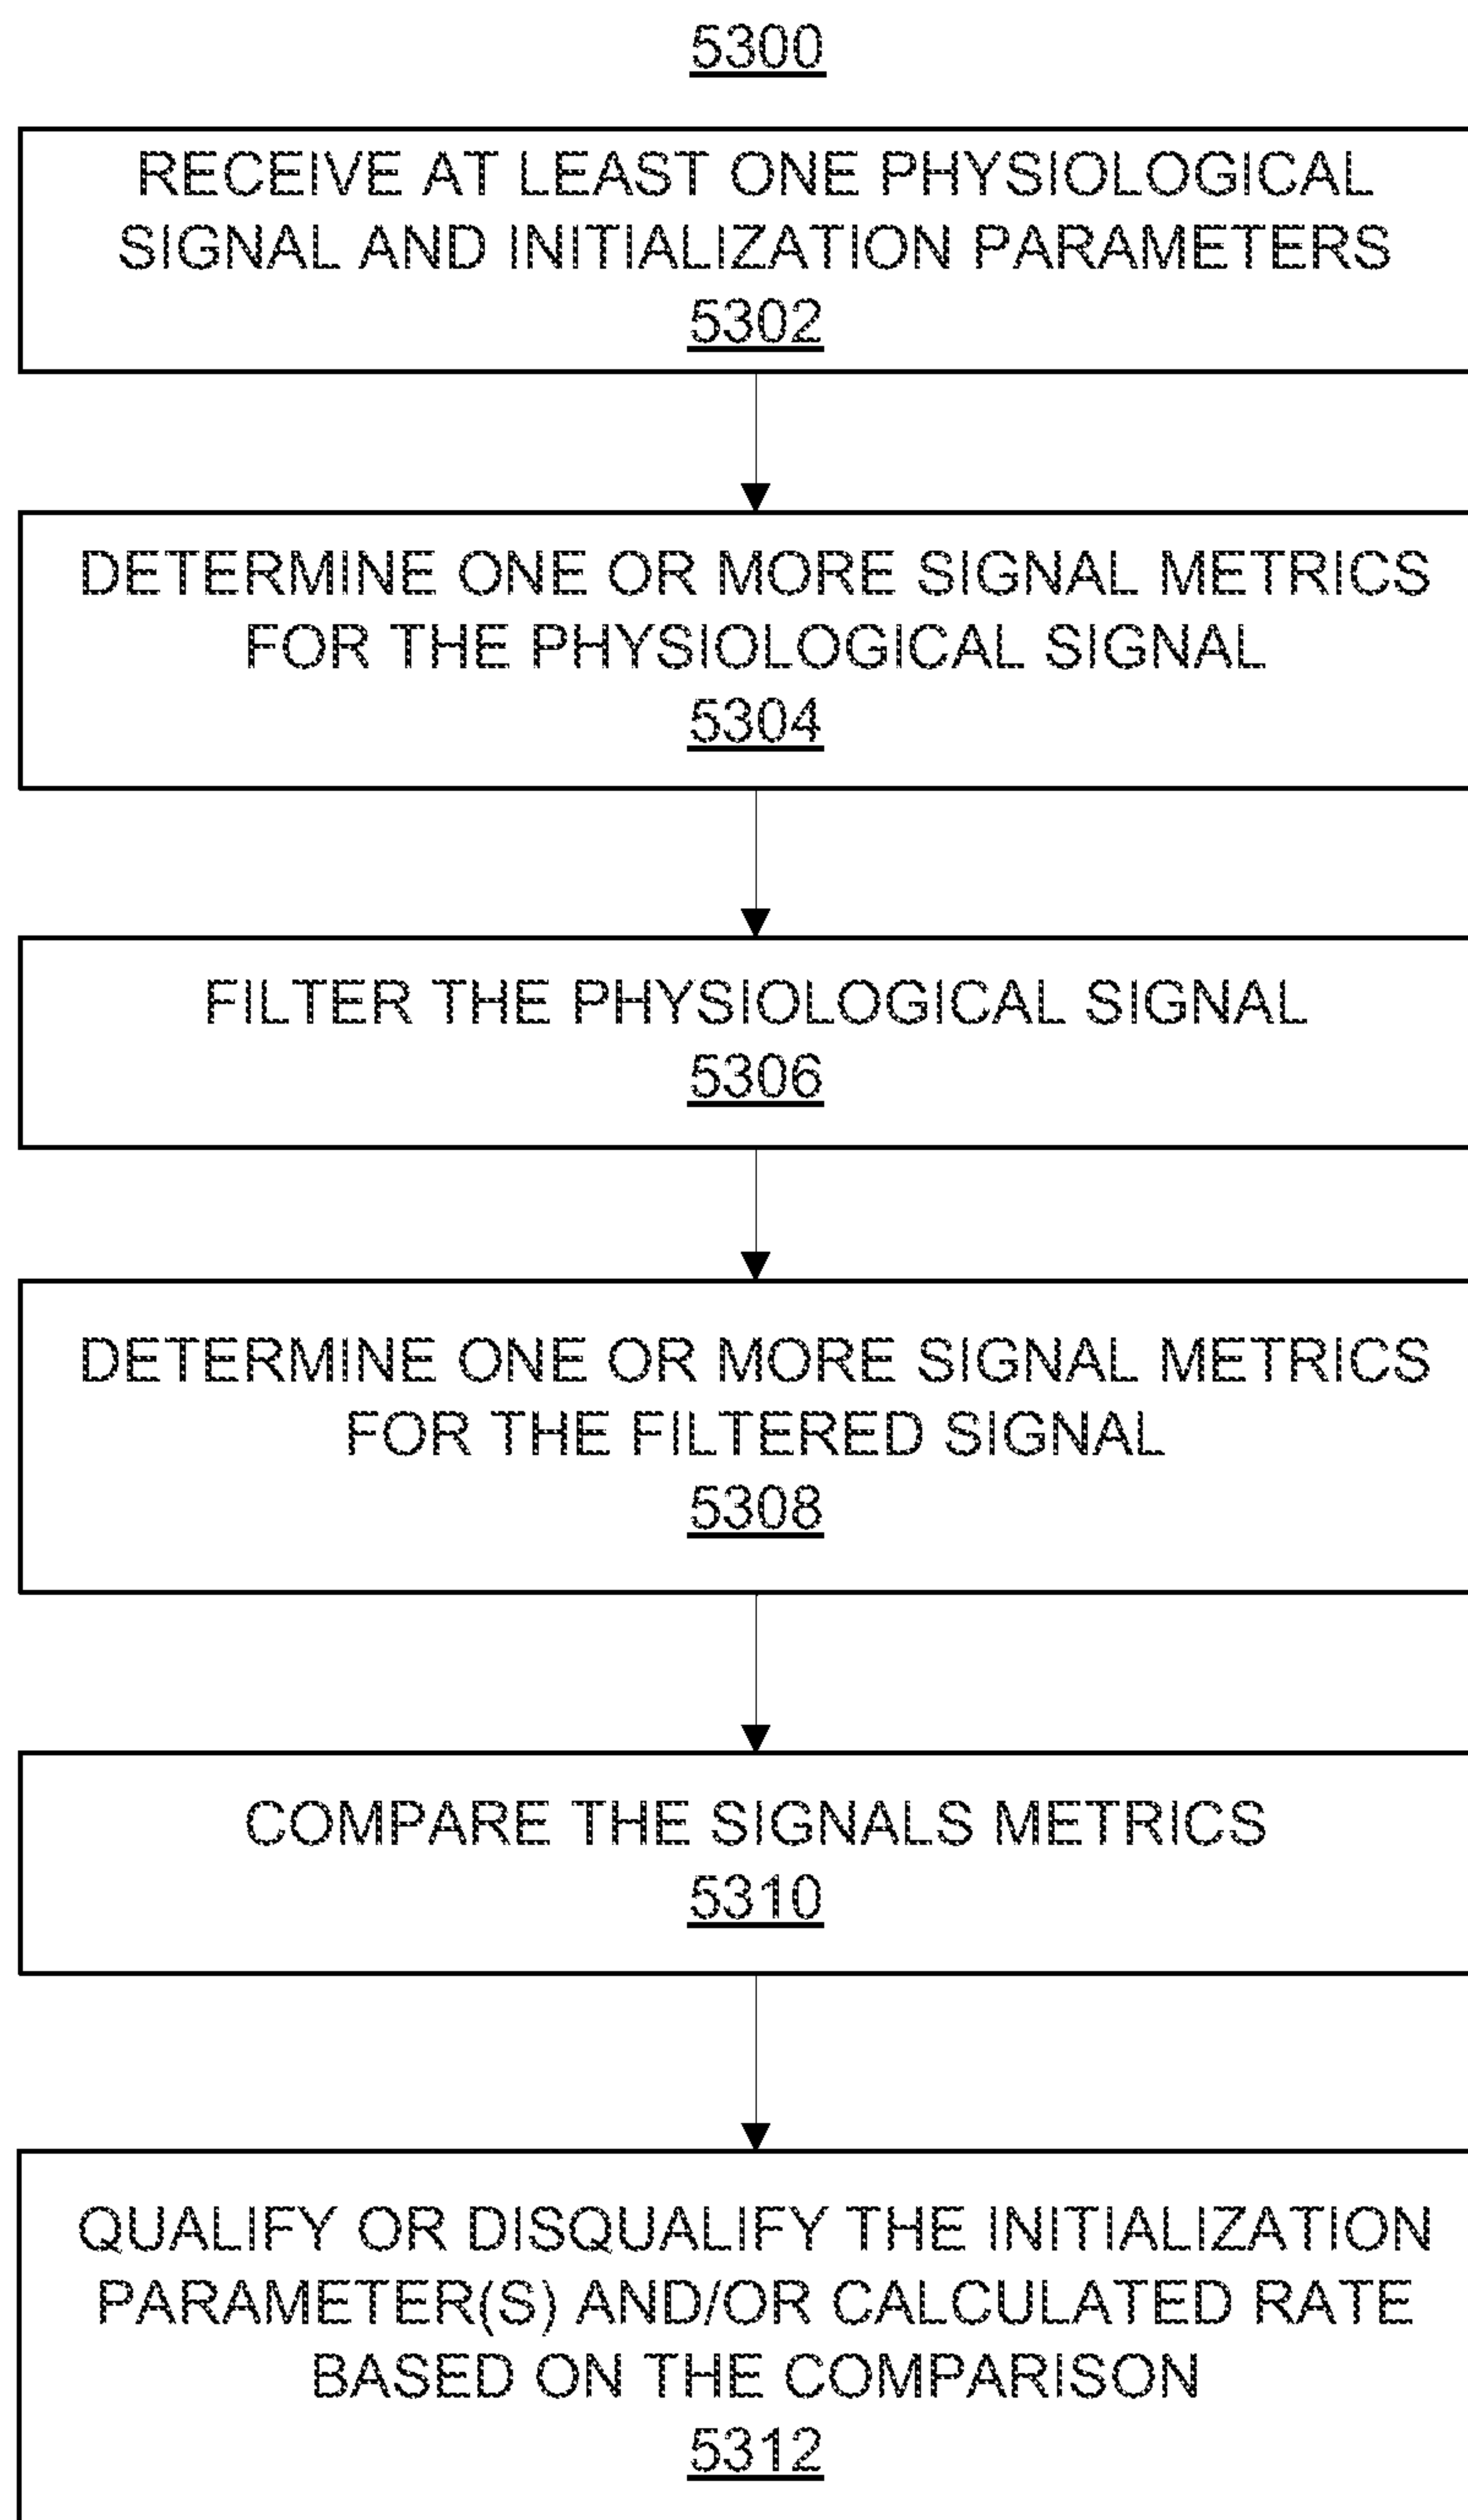 5300
RECEIVE AT LEAST ONE PHYSIOLOGICAL
SIGNAL AND INITIALIZATION PARAMETERS
5302
DETERMINE ONE OR MORE SIGNAL METRICS
FOR THE PHYSIOLOGICAL SIGNAL
5304
FILTER THE PHYSIOLOGICAL SIGNAL
5306
DETERMINE ONE OR MORE SIGNAL METRICS
FOR THE FILTERED SIGNAL
5308
COMPARE THE SIGNALS METRICS
5310
QUALIFY OR DISQUALIFY THE INITIALIZATION
PARAMETER(S) AND/OR CALCULATED RATE
BASED ON THE COMPARISON
5312